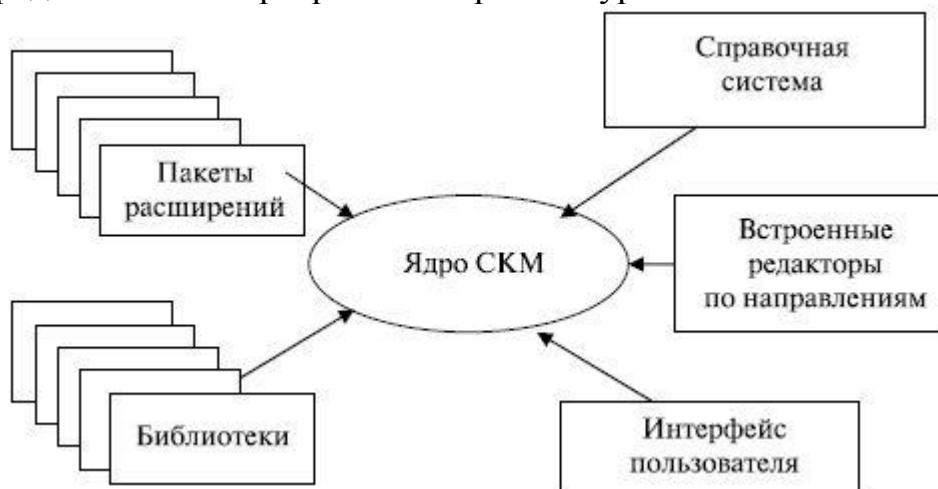 Справочная
система
Пакеты
расширений
Ядро СКМ
Встроенные
редакторы
по направлениям
Библиотеки
Интерфейс
пользователя